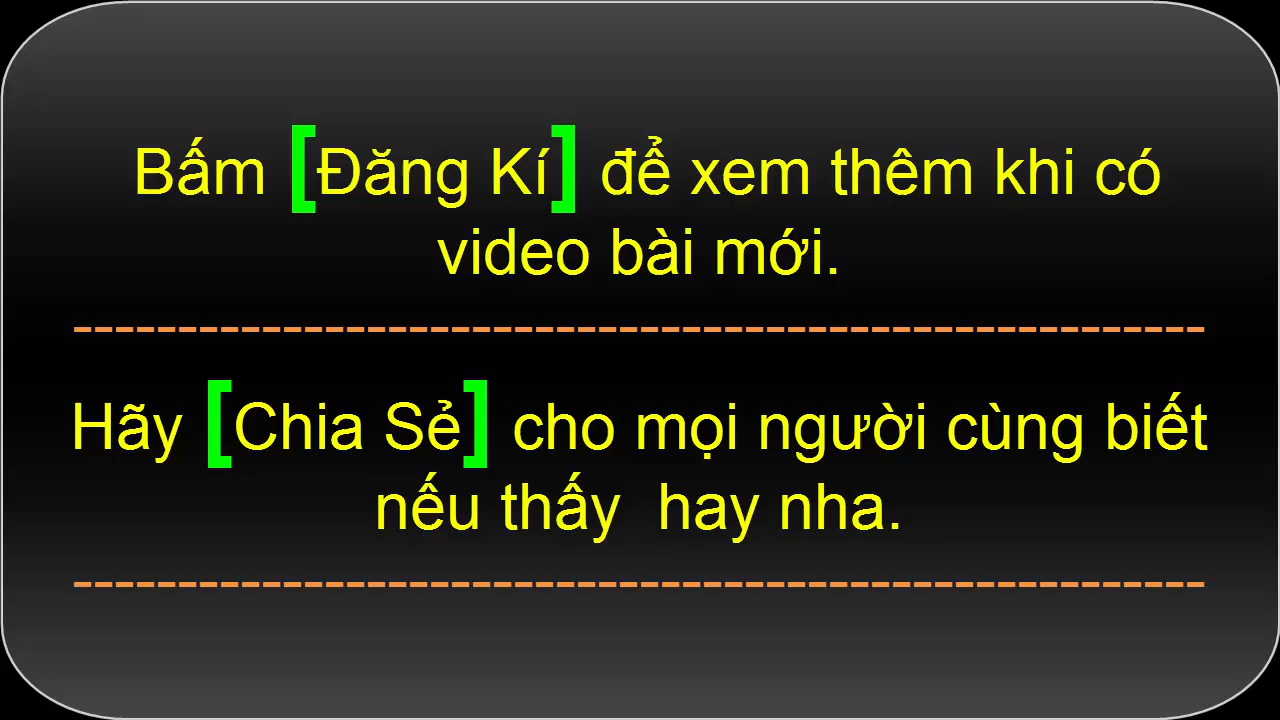 Bấm [Đăng Kí] để xem thêm khi có
video bài mới.
------------------------------------------------------
Hãy [Chia Sẻ] cho mọi người cùng biết
nếu thấy  hay nha.
------------------------------------------------------